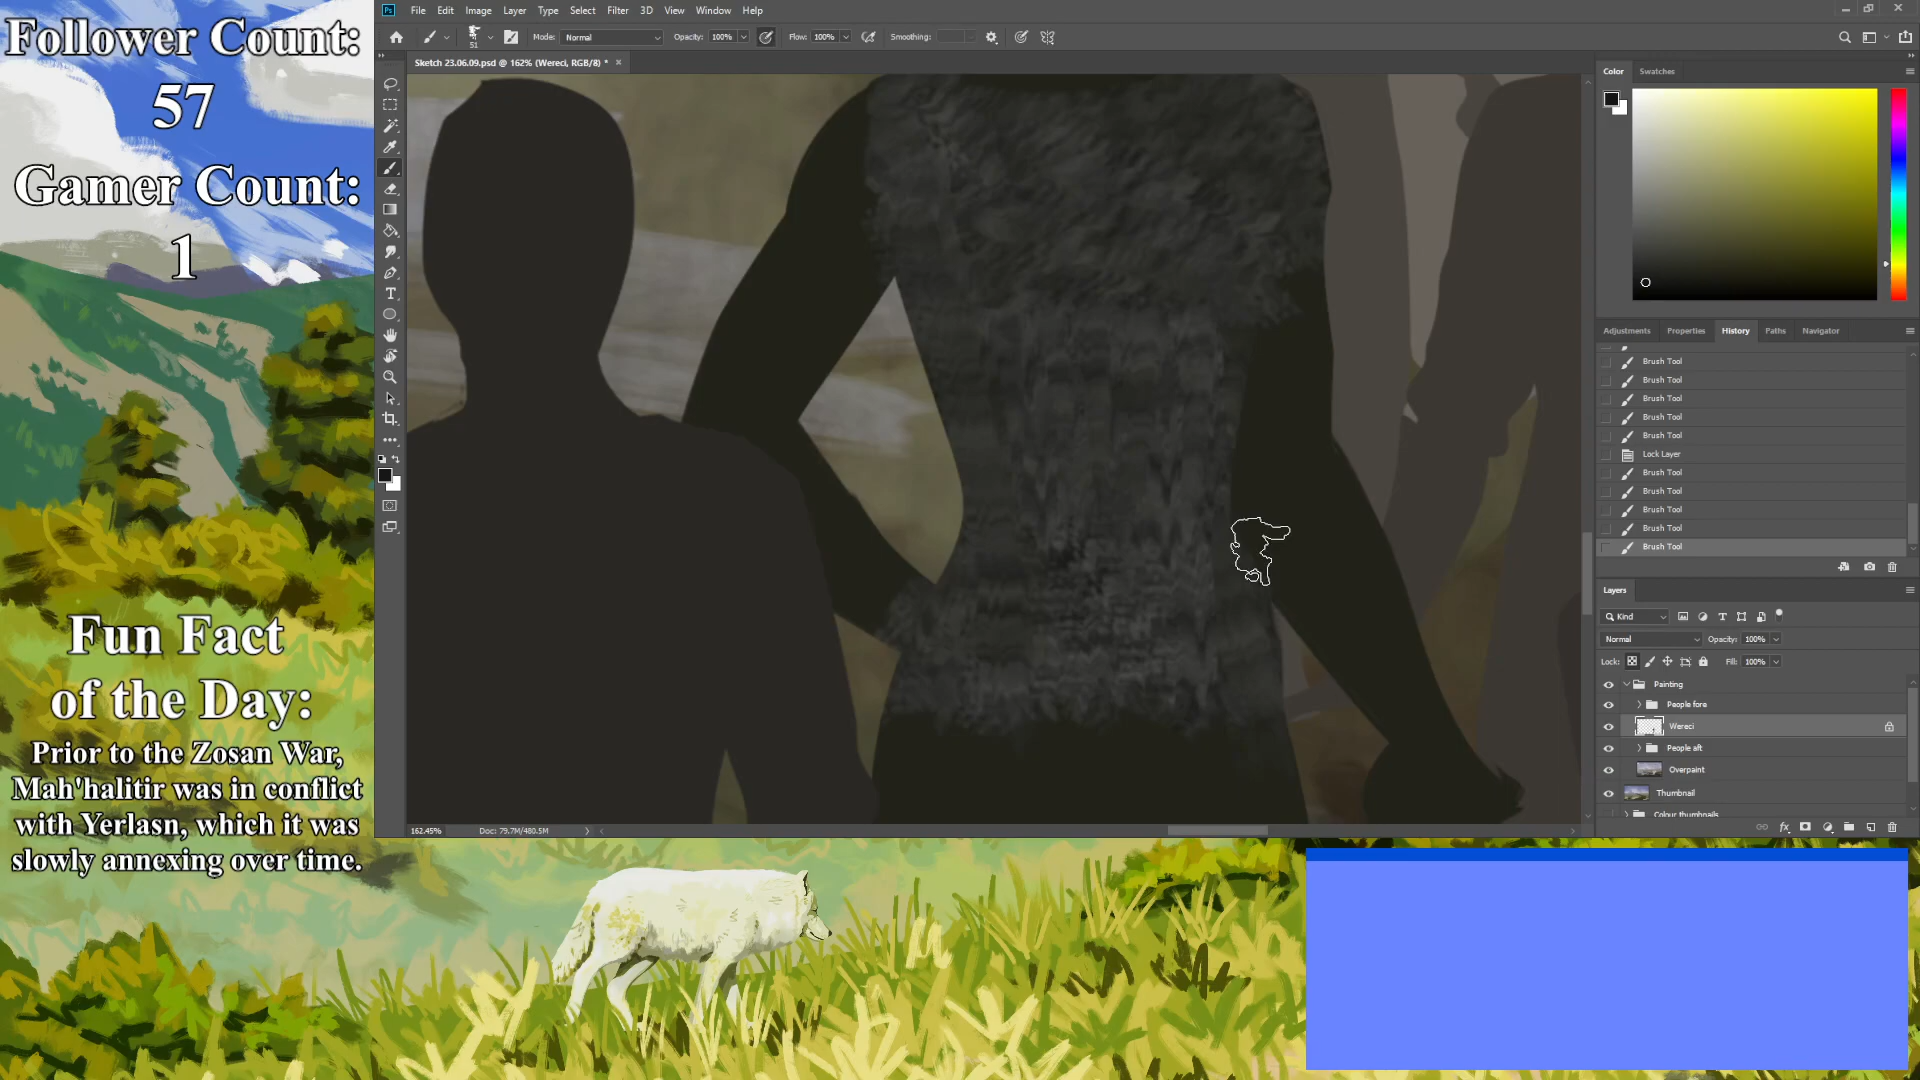 Follower Count:
57
Gamer Count:
1
Fun Fact
of the Day:
Prior to the Zosan War,
Mah'halitir was in conflict
with Yerlasn, which it was
slowly annexing over time.
Ps File Edit Image Layer Type Select Filter 3D View Window Help
51 Mode: Normal Opacity: 100% Flow: 100% Smoothing:
Sketch 23.06.09.psd @ 162% (Wereci, RGB/8) * ×
Color Swatches
Adjustments Properties History Paths Navigator
Brush Tool
Brush Tool
Brush Tool
Brush Tool
Brush Tool
Lock Layer
Brush Tool
Brush Tool
Brush Tool
Brush Tool
Brush Tool
Layers
Kind
Normal Opacity: 100%
Lock: Fill: 100%
Painting
People fore
Wereci
People aft
Overpaint
Thumbnail
Colour thumbnails
162.45% Doc: 79.7M/480.5M